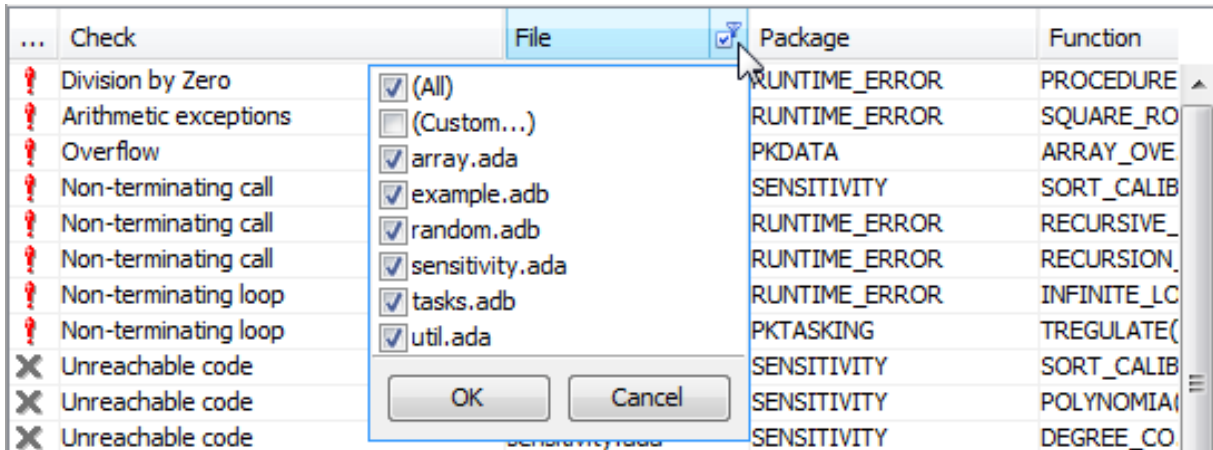 ... Check File Package Function
Division by Zero RUNTIME_ERROR PROCEDURE
(All)
Arithmetic exceptions RUNTIME_ERROR SQUARE_RO
(Custom...)
Overflow PKDATA ARRAY_OVE
array.ada
Non-terminating call SENSITIVITY SORT_CALIB
example.adb
Non-terminating call RUNTIME_ERROR RECURSIVE_
random.adb
Non-terminating call RUNTIME_ERROR RECURSION_
sensitivity.ada
Non-terminating loop RUNTIME_ERROR INFINITE_LO
tasks.adb
Non-terminating loop PKTASKING TREGULATE(
util.ada
Unreachable code SENSITIVITY SORT_CALIB
Unreachable code SENSITIVITY POLYNOMIA(
OK Cancel
Unreachable code sensitivity.ada SENSITIVITY DEGREE_CO